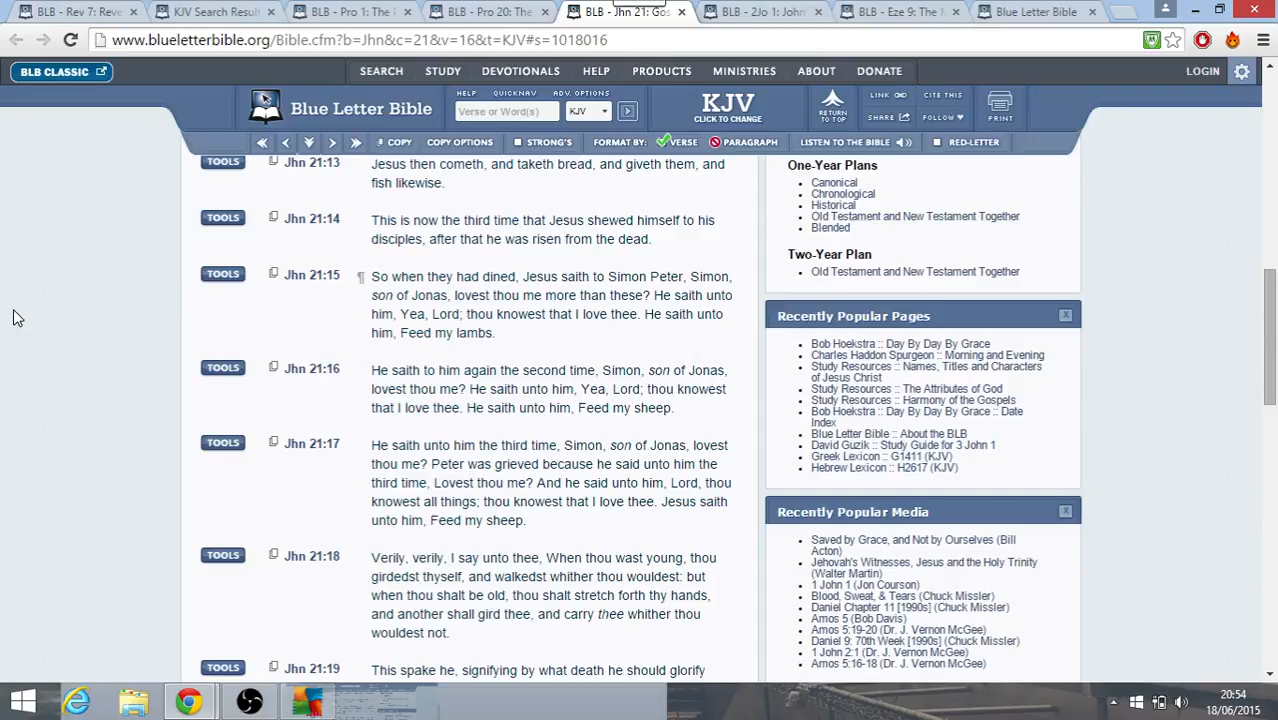 BLB - Rev 7: Reve
KJV Search Result
BLB - Pro 1: The
BLB - Pro 20: The
BLB - Jhn 21: Gos
BLB - 2Jo 1: John
BLB - Eze 9: The
Blue Letter Bible
www.blueletterbible.org/Bible.cfm?b=Jhn&c=21&v=16&t=KJV#s=1018016
BLB CLASSIC
SEARCH STUDY DEVOTIONALS HELP PRODUCTS MINISTRIES ABOUT DONATE
LOGIN
Blue Letter Bible
HELP QUICKNAV ADV. OPTIONS
Verse or Word(s)
KJV
KJV
CLICK TO CHANGE
RETURN
TO TOP
LINK
CITE THIS
SHARE
FOLLOW
PRINT
COPY COPY OPTIONS STRONG'S FORMAT BY: VERSE PARAGRAPH LISTEN TO THE BIBLE RED-LETTER
TOOLS Jhn 21:13 Jesus then cometh, and taketh bread, and giveth them, and
fish likewise.
TOOLS Jhn 21:14 This is now the third time that Jesus shewed himself to his
disciples, after that he was risen from the dead.
TOOLS Jhn 21:15 ¶ So when they had dined, Jesus saith to Simon Peter, Simon,
son of Jonas, lovest thou me more than these? He saith unto
him, Yea, Lord; thou knowest that I love thee. He saith unto
him, Feed my lambs.
TOOLS Jhn 21:16 He saith to him again the second time, Simon, son of Jonas,
lovest thou me? He saith unto him, Yea, Lord; thou knowest
that I love thee. He saith unto him, Feed my sheep.
TOOLS Jhn 21:17 He saith unto him the third time, Simon, son of Jonas, lovest
thou me? Peter was grieved because he said unto him the
third time, Lovest thou me? And he said unto him, Lord, thou
knowest all things; thou knowest that I love thee. Jesus saith
unto him, Feed my sheep.
TOOLS Jhn 21:18 Verily, verily, I say unto thee, When thou wast young, thou
girdedst thyself, and walkedst whither thou wouldest: but
when thou shalt be old, thou shalt stretch forth thy hands,
and another shall gird thee, and carry thee whither thou
wouldest not.
TOOLS Jhn 21:19 This spake he, signifying by what death he should glorify
One-Year Plans
Canonical
Chronological
Historical
Old Testament and New Testament Together
Blended
Two-Year Plan
Old Testament and New Testament Together
Recently Popular Pages
Bob Hoekstra :: Day By Day By Grace
Charles Haddon Spurgeon :: Morning and Evening
Study Resources :: Names, Titles and Characters
of Jesus Christ
Study Resources :: The Attributes of God
Study Resources :: Harmony of the Gospels
Bob Hoekstra :: Day By Day By Grace :: Date
Index
Blue Letter Bible :: About the BLB
David Guzik :: Study Guide for 3 John 1
Greek Lexicon :: G1411 (KJV)
Hebrew Lexicon :: H2617 (KJV)
Recently Popular Media
Saved by Grace, and Not by Ourselves (Bill
Acton)
Jehovah's Witnesses, Jesus and the Holy Trinity
(Walter Martin)
1 John 1 (Jon Courson)
Blood, Sweat, & Tears (Chuck Missler)
Daniel Chapter 11 [1990s] (Chuck Missler)
Amos 5 (Bob Davis)
Amos 5:19-20 (Dr. J. Vernon McGee)
Daniel 9: 70th Week [1990s] (Chuck Missler)
1 John 2:1 (Dr. J. Vernon McGee)
Amos 5:16-18 (Dr. J. Vernon McGee)
20:54
18/06/2015